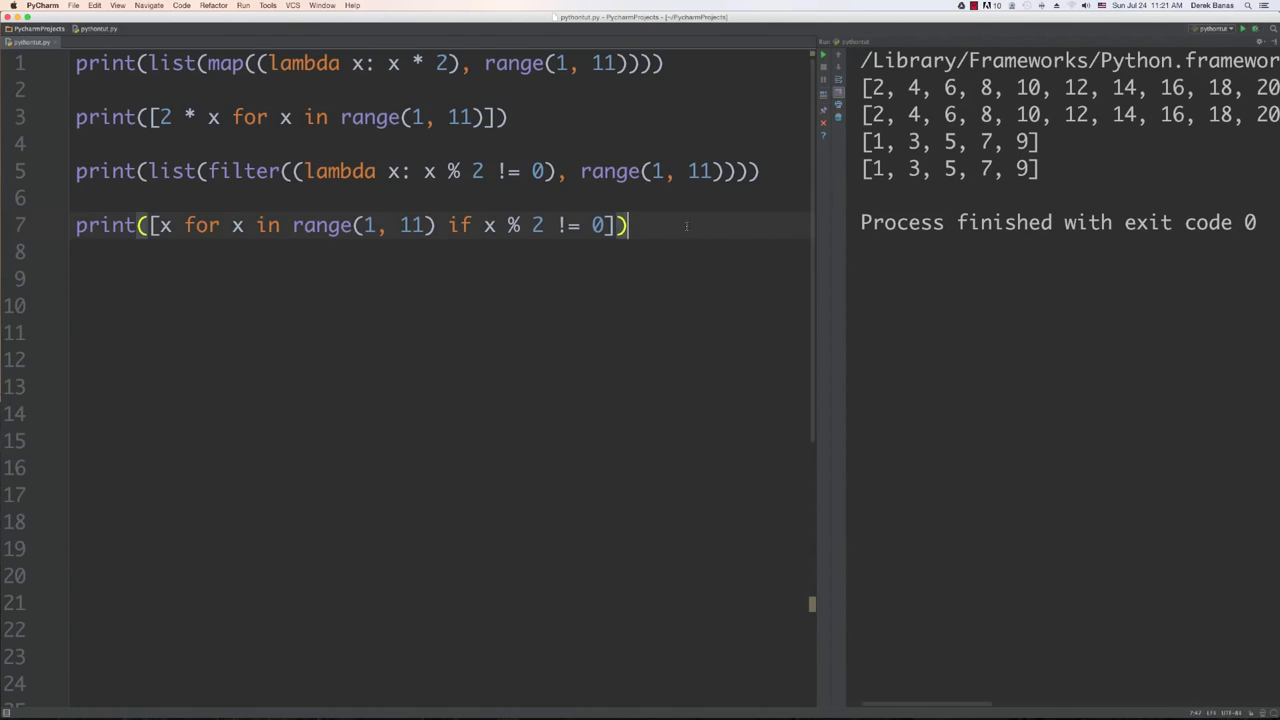 PyCharm File Edit View Navigate Code Refactor Run Tools VCS Window Help
10 Sun Jul 24 11:21 AM Derek Banas
pythontut.py - PycharmProjects - [~/PycharmProjects]
PycharmProjects pythontut.py
pythontut
pythontut.py
Run: pythontut
1 print(list(map((lambda x: x * 2), range(1, 11))))
2
3 print([2 * x for x in range(1, 11)])
4
5 print(list(filter((lambda x: x % 2 != 0), range(1, 11))))
6
7 print([x for x in range(1, 11) if x % 2 != 0])
8
9
10
11
12
13
14
15
16
17
18
19
20
21
22
23
24
/Library/Frameworks/Python.framewor
[2, 4, 6, 8, 10, 12, 14, 16, 18, 20
[2, 4, 6, 8, 10, 12, 14, 16, 18, 20
[1, 3, 5, 7, 9]
[1, 3, 5, 7, 9]
Process finished with exit code 0
7:47 LF‡ UTF-8‡